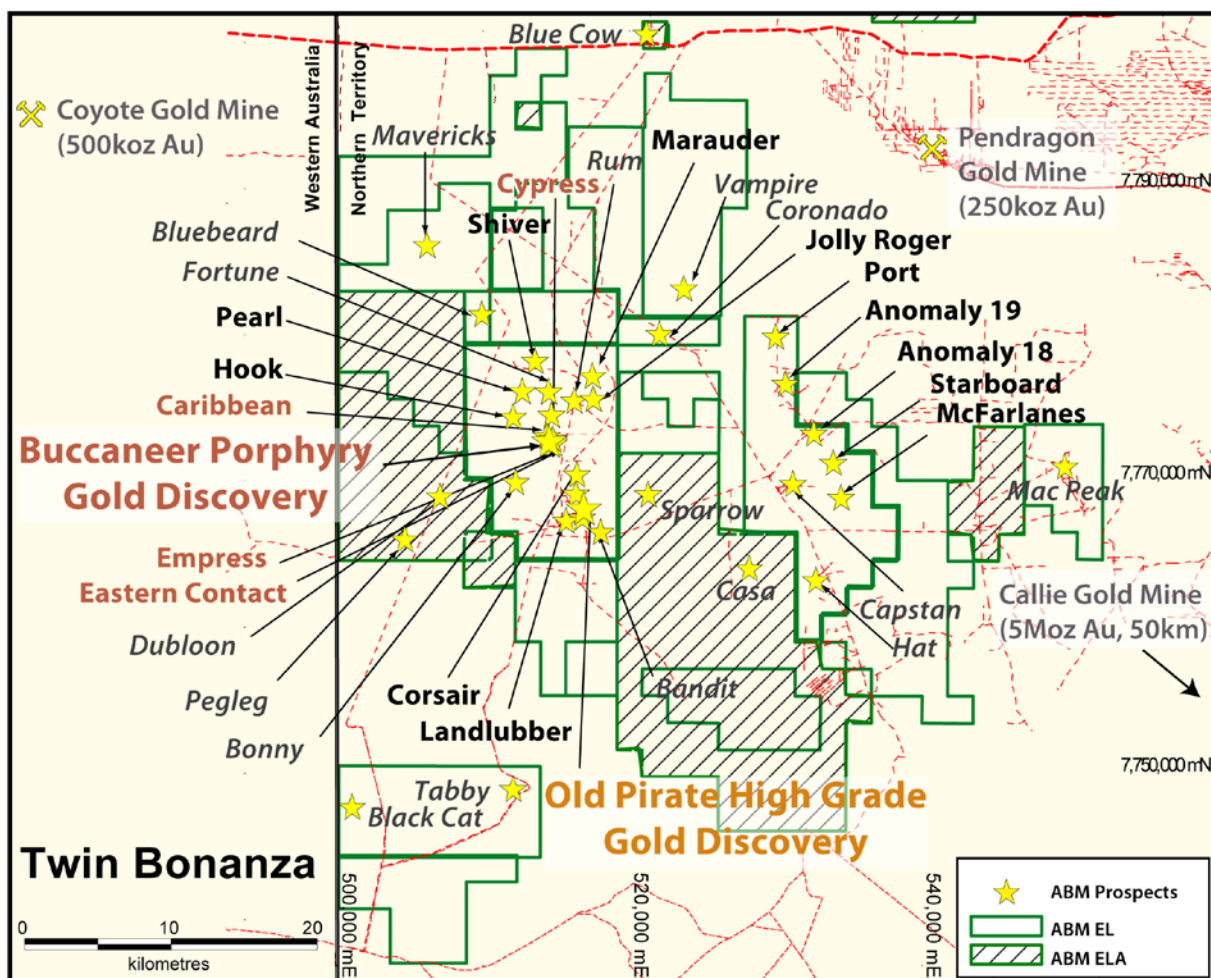 Blue Cow
Western Australia
Northern Territory
Coyote Gold Mine
(500koz Au)
Mavericks
Rum
Marauder
Pendragon
Gold Mine
(250koz Au)
7,790,000 mN
Cypress
Vampire
Coronado
Shiver
Bluebeard
Jolly Roger
Fortune
Port
Pearl
Anomaly 19
Hook
Anomaly 18
Starboard
Caribbean
McFarlanes
Buccaneer Porphyry
Gold Discovery
7,770,000 mN
Mac Peak
Sparrow
Empress
Eastern Contact
Casa
Capstan
Callie Gold Mine
(5Moz Au, 50km)
Dubloon
Hat
Pegleg
Corsair
Bandit
Bonny
Landlubber
7,750,000 mN
Tabby
Black Cat
Old Pirate High Grade
Gold Discovery
Twin Bonanza
0 10 20
kilometres
500,000 mE
520,000 mE
540,000 mE
ABM Prospects
ABM EL
ABM ELA